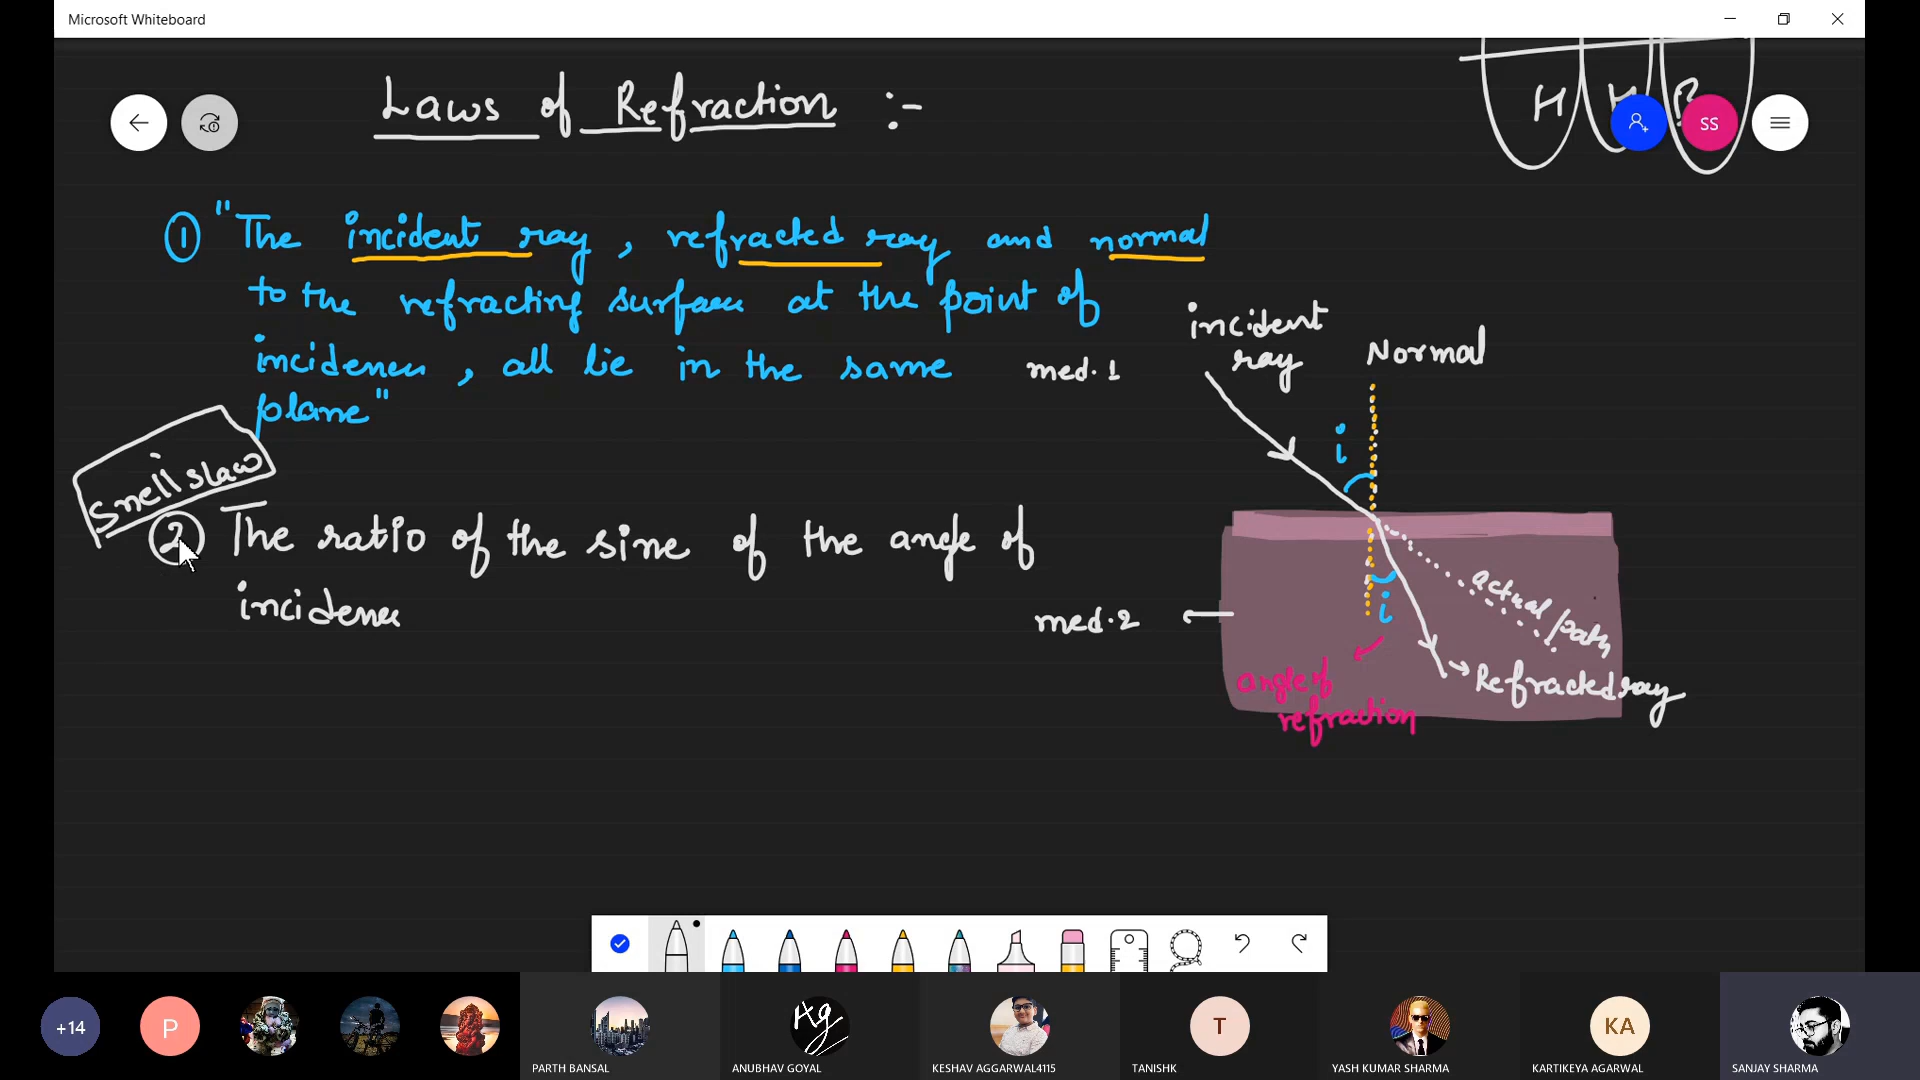 Microsoft Whiteboard
Laws of Refraction :-
H H B
SS
① "The incident ray, refracted ray and normal
to the refracting surface at the point of
incidence, all lie in the same
plane"
Snell's law
② The ratio of the sine of the angle of
incidence
incident
ray
Normal
med. 1
i
med. 2
i
actual path
Refracted ray
angle of
refraction
+14
P
Hg
T
KA
PARTH BANSAL
ANUBHAV GOYAL
KESHAV AGGARWAL4115
TANISHK
YASH KUMAR SHARMA
KARTIKEYA AGARWAL
SANJAY SHARMA